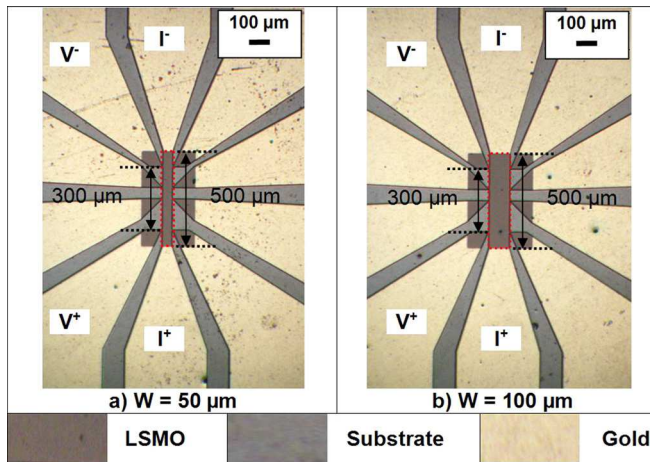 I-
100 µm
V-
300 µm
500 µm
V+
I+
a) W = 50 µm
I-
100 µm
V-
300 µm
500 µm
V+
I+
b) W = 100 µm
LSMO
Substrate
Gold